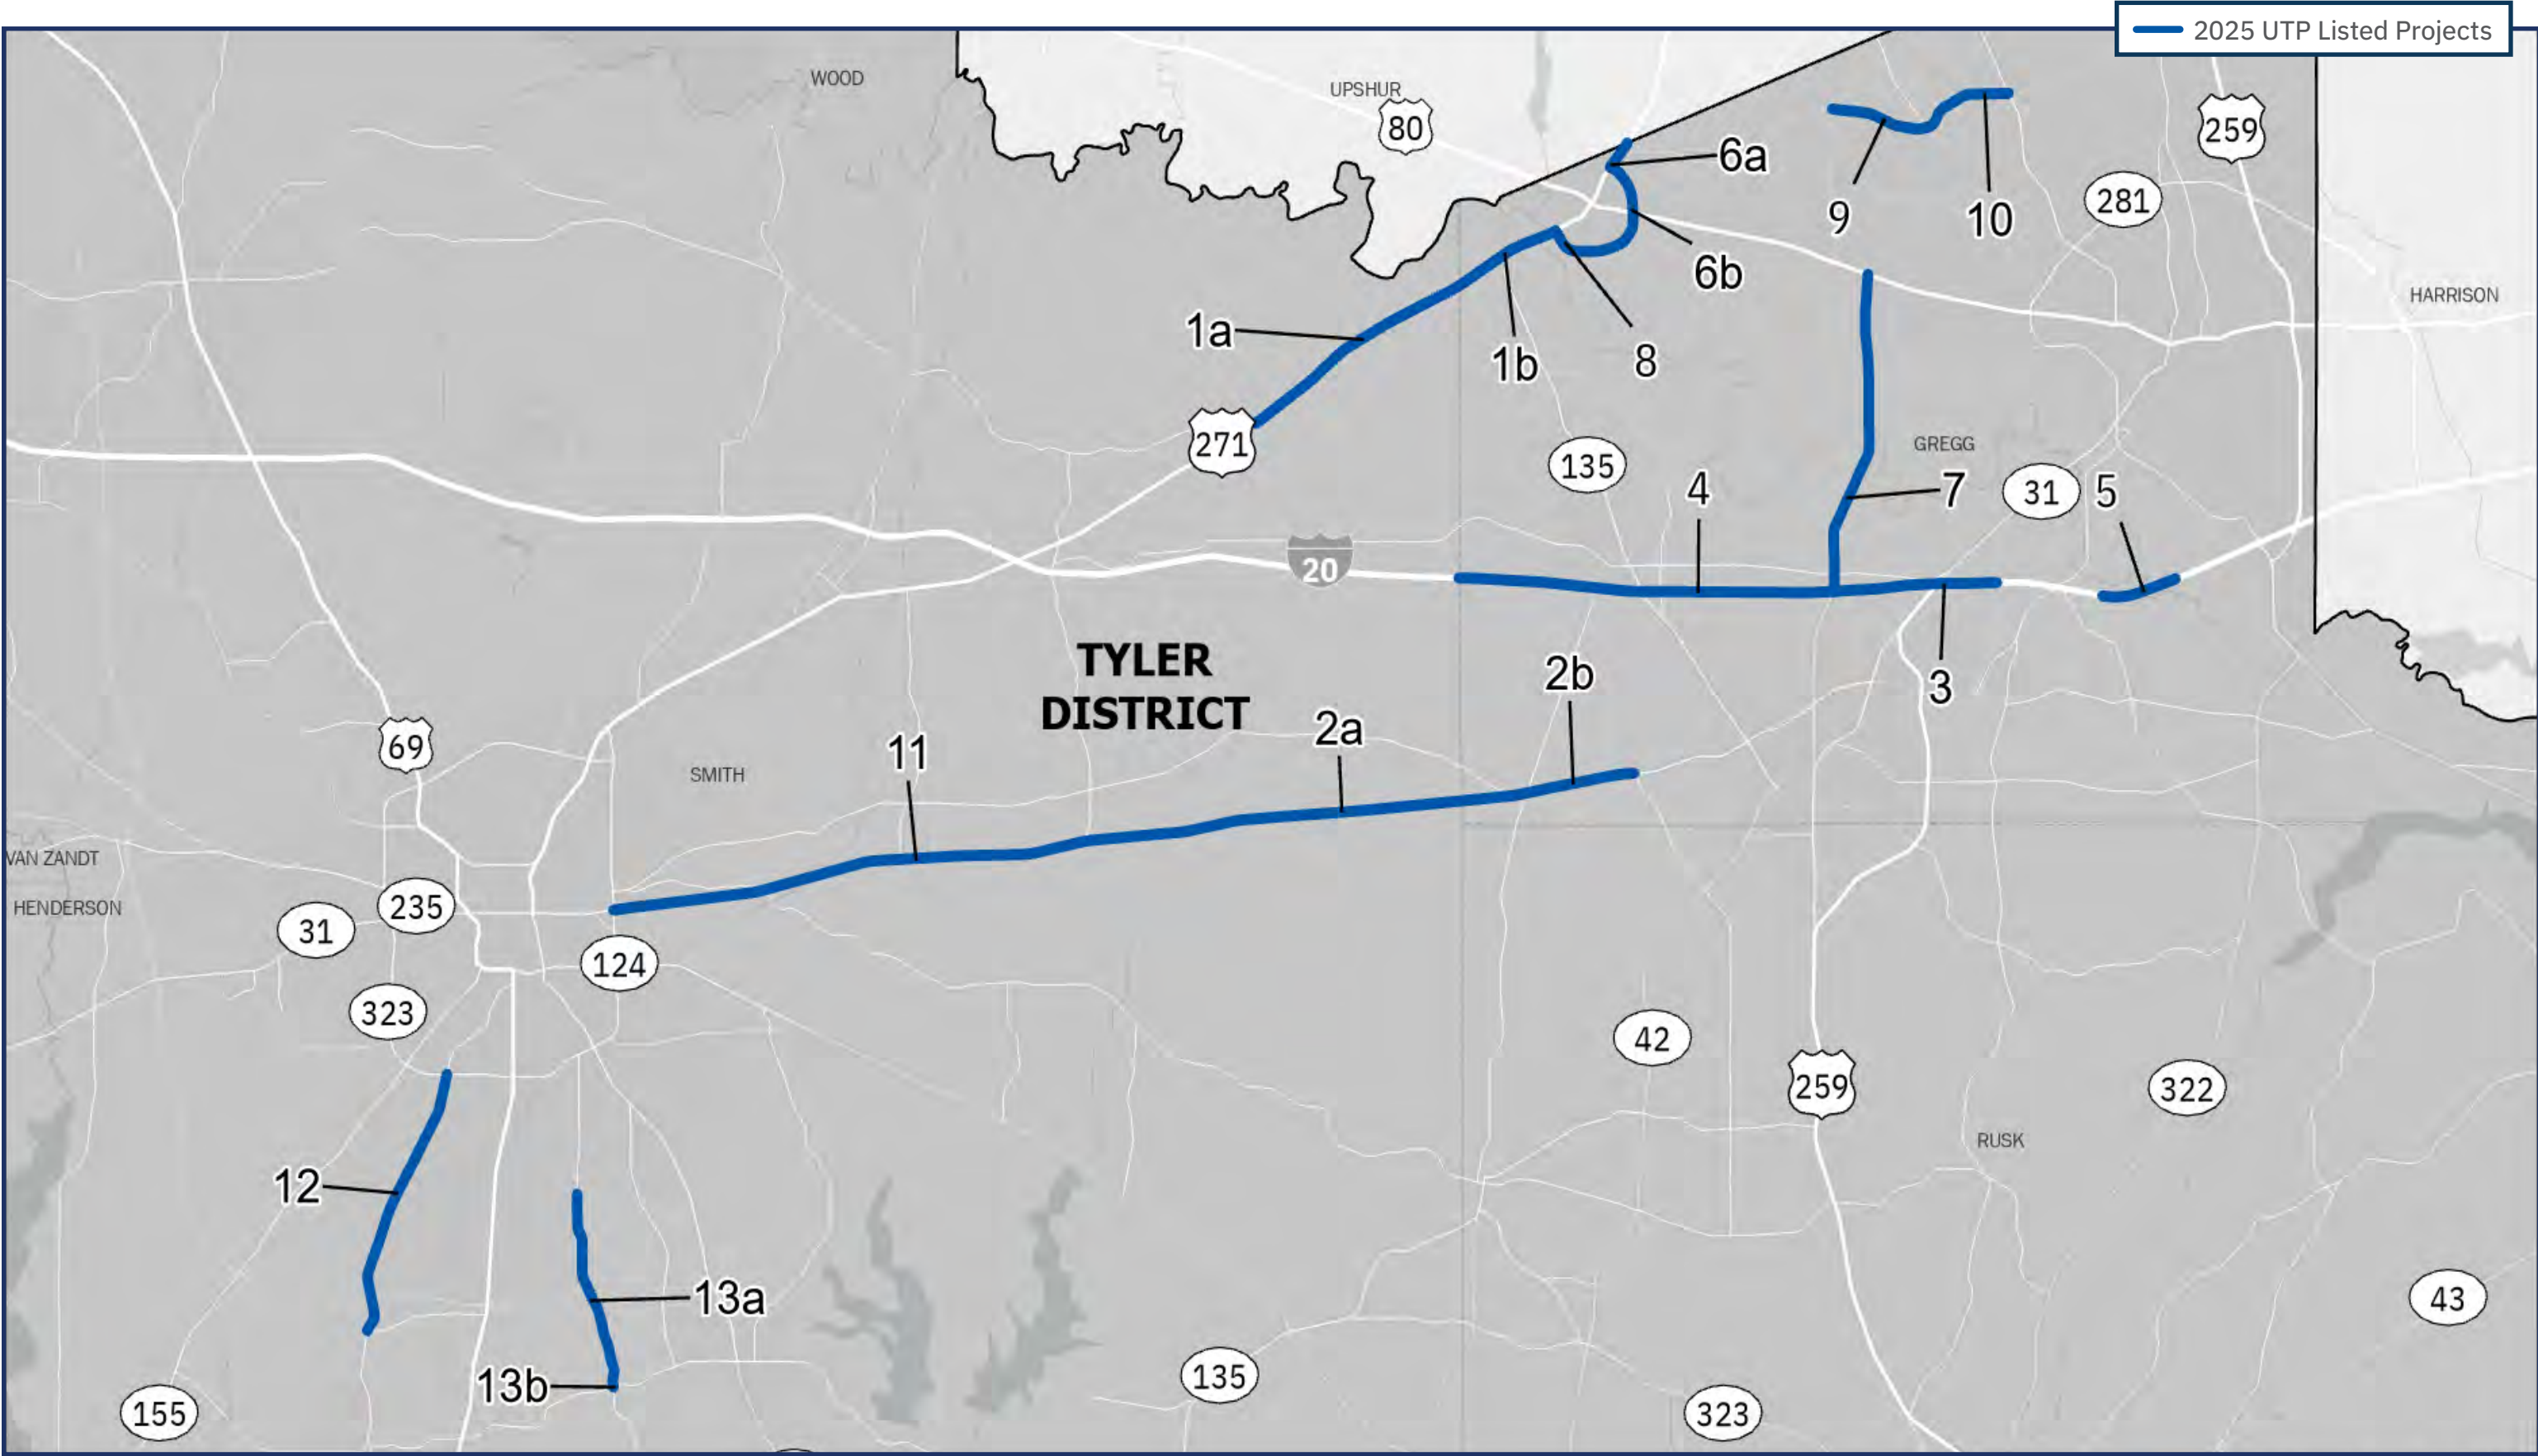 2025 UTP Listed Projects
WOOD
UPSHUR
80
259
6a
9
10
281
6b
HARRISON
1a
1b
8
271
GREGG
135
4
7
31
5
20
TYLER
DISTRICT
2b
3
2a
11
69
SMITH
VAN ZANDT
235
HENDERSON
31
124
323
42
259
322
RUSK
12
13a
43
13b
135
155
323